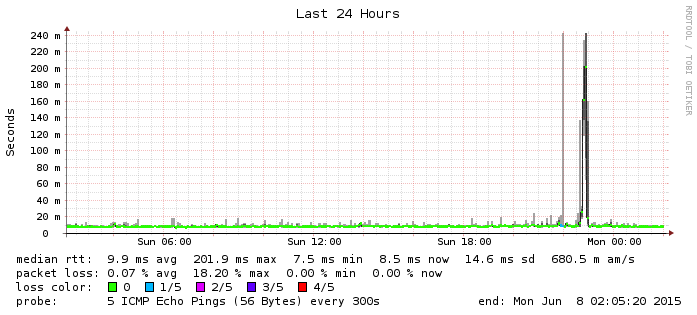 Last 24 Hours
RRDTOOL / TOBI OETIKER
Seconds
240 m
220 m
200 m
180 m
160 m
140 m
120 m
100 m
80 m
60 m
40 m
20 m
0
Sun 06:00 Sun 12:00 Sun 18:00 Mon 00:00
median rtt: 9.9 ms avg 201.9 ms max 7.5 ms min 8.5 ms now 14.6 ms sd 680.5 m am/s
packet loss: 0.07 % avg 18.20 % max 0.00 % min 0.00 % now
loss color: 0 1/5 2/5 3/5 4/5
probe: 5 ICMP Echo Pings (56 Bytes) every 300s end: Mon Jun 8 02:05:20 2015